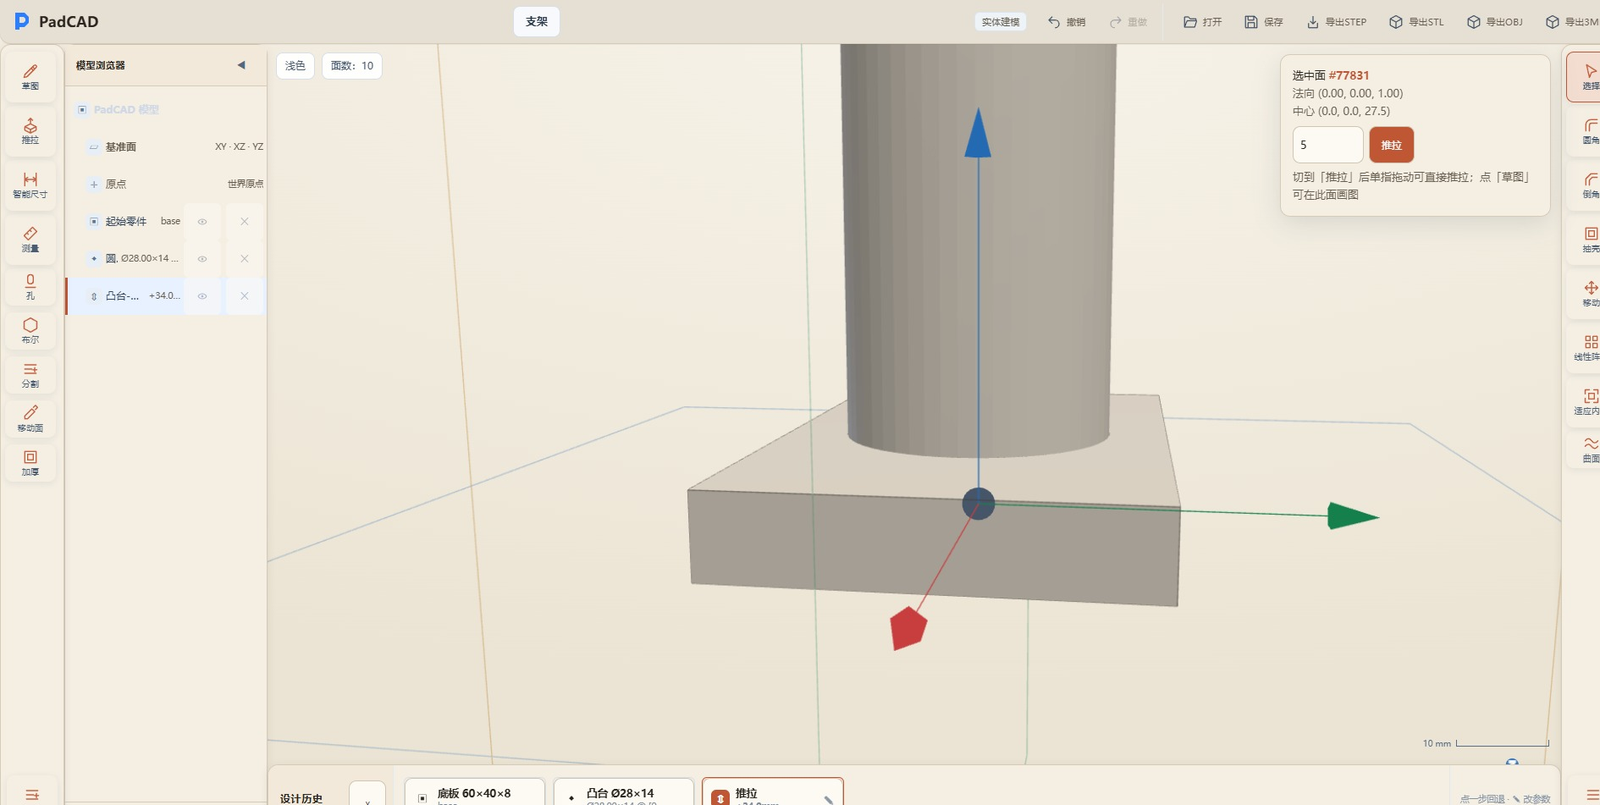 PadCAD
支架
实体建模
撤销
重做
打开
保存
导出STEP
导出STL
导出OBJ
导出3M
草图
推拉
智能尺寸
测量
孔
布尔
分割
移动面
加厚
模型浏览器
PadCAD 模型
基准面 XY · XZ · YZ
原点 世界原点
起始零件 base
圆. Ø28.00×14 ...
凸台-... +34.0...
浅色
面数: 10
选中面 #77831
法向 (0.00, 0.00, 1.00)
中心 (0.0, 0.0, 27.5)
5
推拉
切到「推拉」后单指拖动可直接推拉；点「草图」
可在此面画图
选择
圆角
倒角
抽壳
移动
线性阵
适应内
曲面
10 mm
设计历史
底板 60×40×8
凸台 Ø28×14
推拉
点一步回退 · 改参数